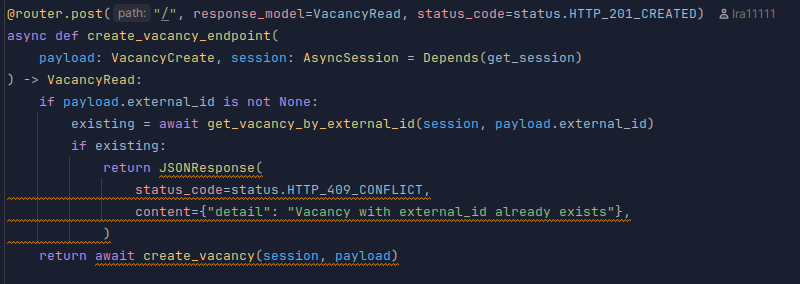 @router.post( path: "/", response_model=VacancyRead, status_code=status.HTTP_201_CREATED) lra11111
async def create_vacancy_endpoint(
    payload: VacancyCreate, session: AsyncSession = Depends(get_session)
) -> VacancyRead:
    if payload.external_id is not None:
        existing = await get_vacancy_by_external_id(session, payload.external_id)
        if existing:
            return JSONResponse(
                status_code=status.HTTP_409_CONFLICT,
                content={"detail": "Vacancy with external_id already exists"},
            )
    return await create_vacancy(session, payload)